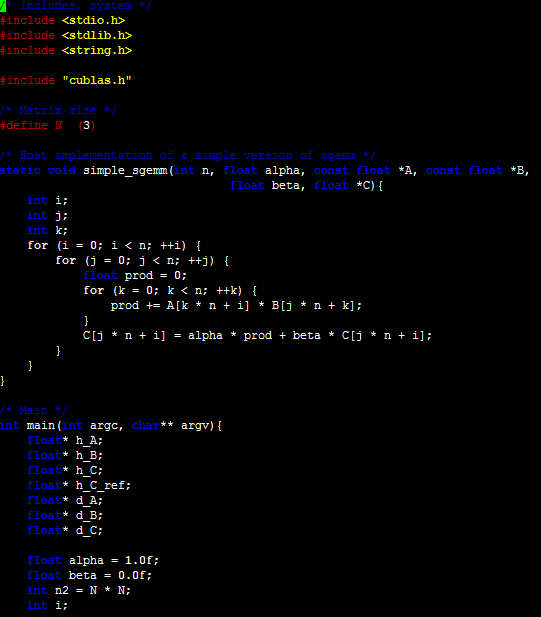 /* Includes, system */
#include <stdio.h>
#include <stdlib.h>
#include <string.h>
#include "cublas.h"
/* Matrix size */
#define N  (3)
/* Host implementation of a simple version of sgemm */
static void simple_sgemm(int n, float alpha, const float *A, const float *B,
float beta, float *C){
int i;
int j;
int k;
for (i = 0; i < n; ++i) {
for (j = 0; j < n; ++j) {
float prod = 0;
for (k = 0; k < n; ++k) {
prod += A[k * n + i] * B[j * n + k];
}
C[j * n + i] = alpha * prod + beta * C[j * n + i];
}
}
}
/* Main */
int main(int argc, char** argv){
float* h_A;
float* h_B;
float* h_C;
float* h_C_ref;
float* d_A;
float* d_B;
float* d_C;
float alpha = 1.0f;
float beta = 0.0f;
int n2 = N * N;
int i;